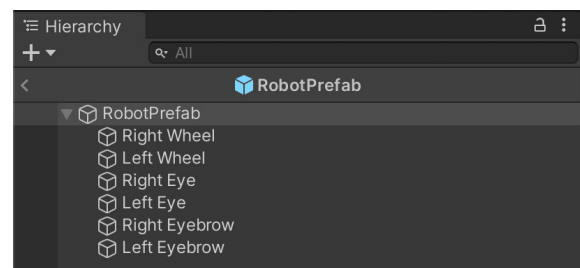 Hierarchy
All
RobotPrefab
RobotPrefab
Right Wheel
Left Wheel
Right Eye
Left Eye
Right Eyebrow
Left Eyebrow